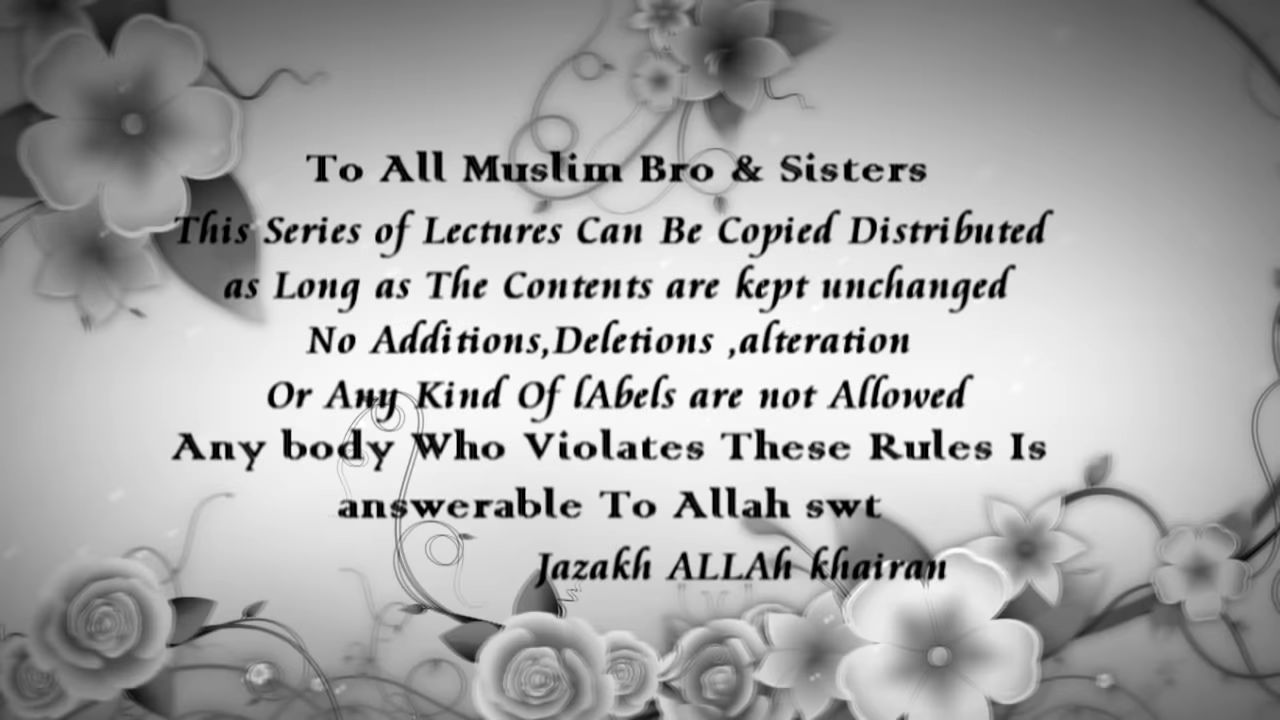 To All Muslim Bro & Sisters
This Series of Lectures Can Be Copied Distributed
as Long as The Contents are kept unchanged
No Additions,Deletions ,alteration
Or Any Kind Of lAbels are not Allowed
Any body Who Violates These Rules Is
answerable To Allah swt
Jazakh ALLAh khairan